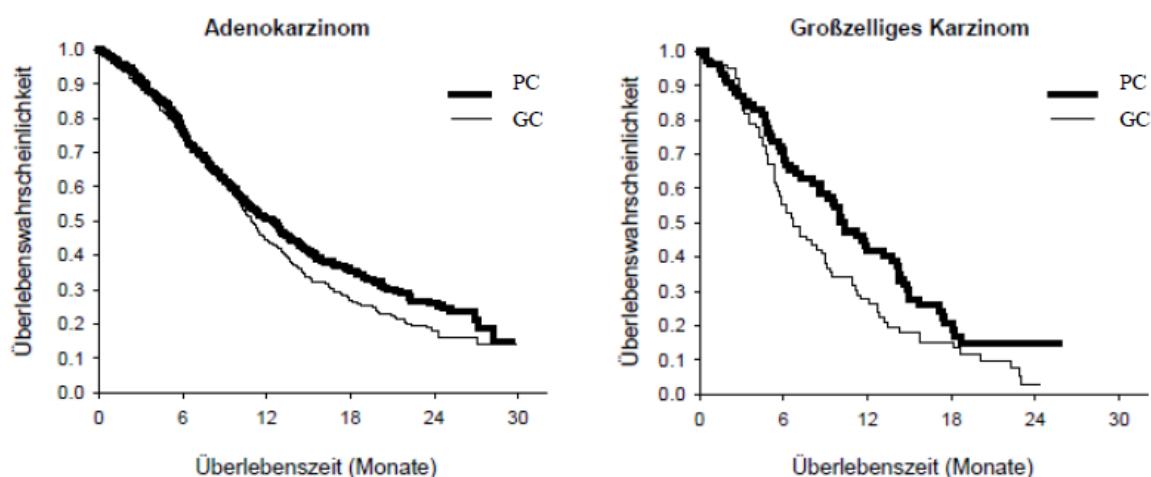 Adenokarzinom
Überlebenswahrscheinlichkeit
1.0
0.9
0.8
0.7
0.6
0.5
0.4
0.3
0.2
0.1
0.0
PC
GC
0 6 12 18 24 30
Überlebenszeit (Monate)
Großzelliges Karzinom
Überlebenswahrscheinlichkeit
1.0
0.9
0.8
0.7
0.6
0.5
0.4
0.3
0.2
0.1
0.0
PC
GC
0 6 12 18 24 30
Überlebenszeit (Monate)